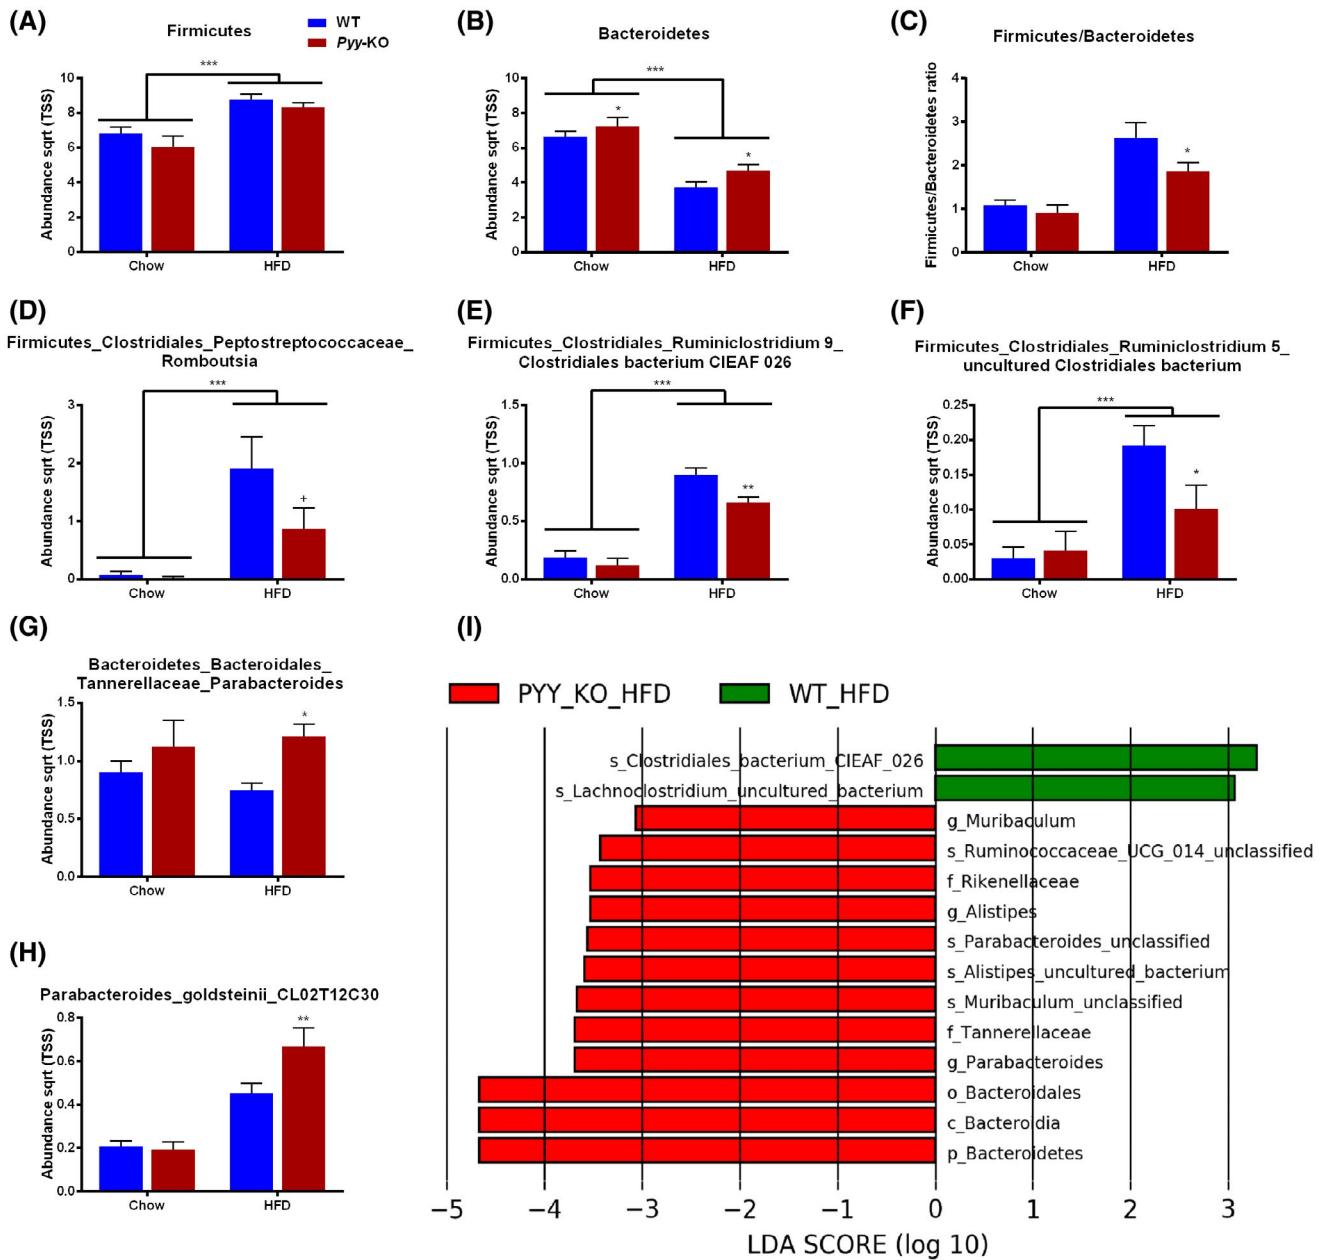 (A)
Firmicutes
WT
Pyy-KO
***
Abundance sqrt (TSS)
10
8
6
4
2
0
Chow
HFD
(B)
Bacteroidetes
***
*
*
Abundance sqrt (TSS)
10
8
6
4
2
0
Chow
HFD
(C)
Firmicutes/Bacteroidetes
*
Firmicutes/Bacteroidetes ratio
4
3
2
1
0
Chow
HFD
(D)
Firmicutes_Clostridiales_Peptostreptococcaceae_
Romboutsia
***
+
Abundance sqrt (TSS)
3
2
1
0
Chow
HFD
(E)
Firmicutes_Clostridiales_Ruminiclostridium 9_
Clostridiales bacterium CIEAF 026
***
**
Abundance sqrt (TSS)
1.5
1.0
0.5
0.0
Chow
HFD
(F)
Firmicutes_Clostridiales_Ruminiclostridium 5_
uncultured Clostridiales bacterium
***
*
Abundance sqrt (TSS)
0.25
0.20
0.15
0.10
0.05
0.00
Chow
HFD
(G)
Bacteroidetes_Bacteroidales_
Tannerellaceae_Parabacteroides
*
Abundance sqrt (TSS)
1.5
1.0
0.5
0.0
Chow
HFD
(H)
Parabacteroides_goldsteinii_CL02T12C30
**
Abundance sqrt (TSS)
0.8
0.6
0.4
0.2
0.0
Chow
HFD
(I)
PYY_KO_HFD
WT_HFD
s_Clostridiales_bacterium_CIEAF_026
s_Lachnoclostridium_uncultured_bacterium
g_Muribaculum
s_Ruminococcaceae_UCG_014_unclassified
f_Rikenellaceae
g_Alistipes
s_Parabacteroides_unclassified
s_Alistipes_uncultured_bacterium
s_Muribaculum_unclassified
f_Tannerellaceae
g_Parabacteroides
o_Bacteroidales
c_Bacteroidia
p_Bacteroidetes
−5 −4 −3 −2 −1 0 1 2 3
LDA SCORE (log 10)